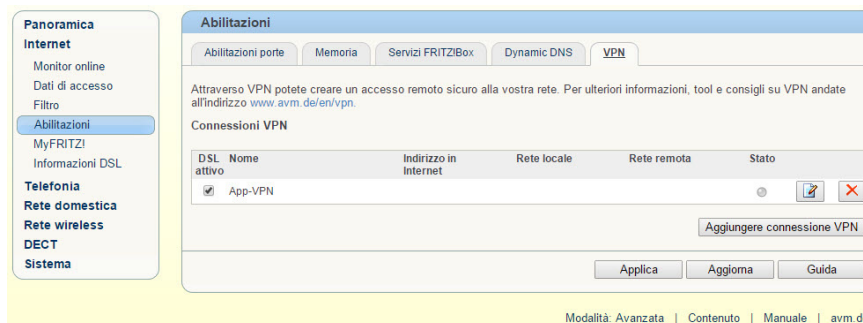 Panoramica
Internet
Monitor online
Dati di accesso
Filtro
Abilitazioni
MyFRITZ!
Informazioni DSL
Telefonia
Rete domestica
Rete wireless
DECT
Sistema
Abilitazioni
Abilitazioni porte Memoria Servizi FRITZ!Box Dynamic DNS VPN
Attraverso VPN potete creare un accesso remoto sicuro alla vostra rete. Per ulteriori informazioni, tool e consigli su VPN andate
all'indirizzo www.avm.de/en/vpn.
Connessioni VPN
DSL Nome Indirizzo in Rete locale Rete remota Stato
attivo Internet
App-VPN
Aggiungere connessione VPN
Applica Aggiorna Guida
Modalità: Avanzata | Contenuto | Manuale | avm.d